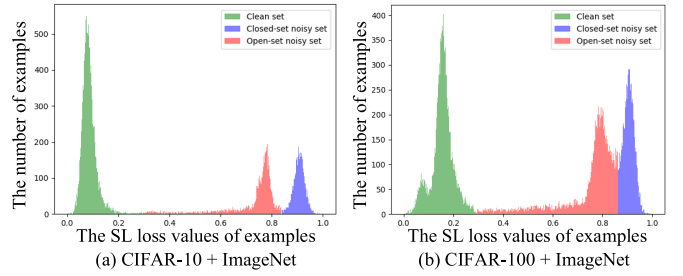 Clean set
Closed-set noisy set
Open-set noisy set
The number of examples
500
400
300
200
100
0
0.0 0.2 0.4 0.6 0.8 1.0
The SL loss values of examples
(a) CIFAR-10 + ImageNet
Clean set
Closed-set noisy set
Open-set noisy set
The number of examples
400
350
300
250
200
150
100
50
0
0.0 0.2 0.4 0.6 0.8 1.0
The SL loss values of examples
(b) CIFAR-100 + ImageNet